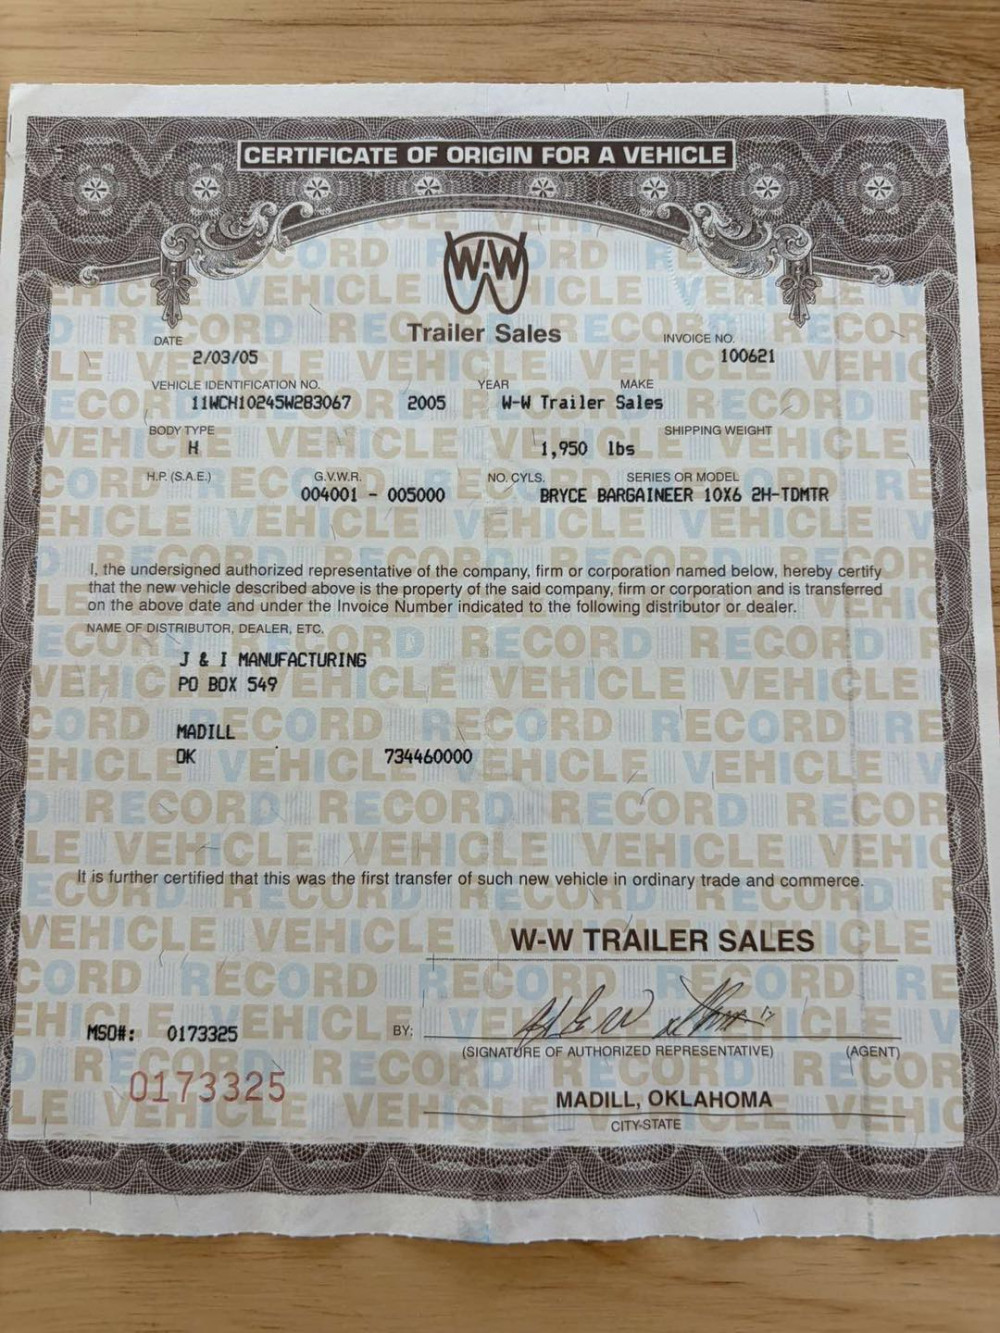 CERTIFICATE OF ORIGIN FOR A VEHICLE
W-W
Trailer Sales
DATE
2/03/05
INVOICE NO.
100621
VEHICLE IDENTIFICATION NO. YEAR MAKE
11WCH10245W283067 2005 W-W Trailer Sales
BODY TYPE SHIPPING WEIGHT
H 1,950 lbs
H.P. (S.A.E.) G.V.W.R. NO. CYLS. SERIES OR MODEL
004001 - 005000 BRYCE BARGAINEER 10X6 2H-TDMTR
I, the undersigned authorized representative of the company, firm or corporation named below, hereby certify
that the new vehicle described above is the property of the said company, firm or corporation and is transferred
on the above date and under the Invoice Number indicated to the following distributor or dealer.
NAME OF DISTRIBUTOR, DEALER, ETC.
J & I MANUFACTURING
PO BOX 549
MADILL
OK 734460000
It is further certified that this was the first transfer of such new vehicle in ordinary trade and commerce.
W-W TRAILER SALES
MSO#: 0173325 BY:
(SIGNATURE OF AUTHORIZED REPRESENTATIVE) (AGENT)
0173325
MADILL, OKLAHOMA
CITY-STATE